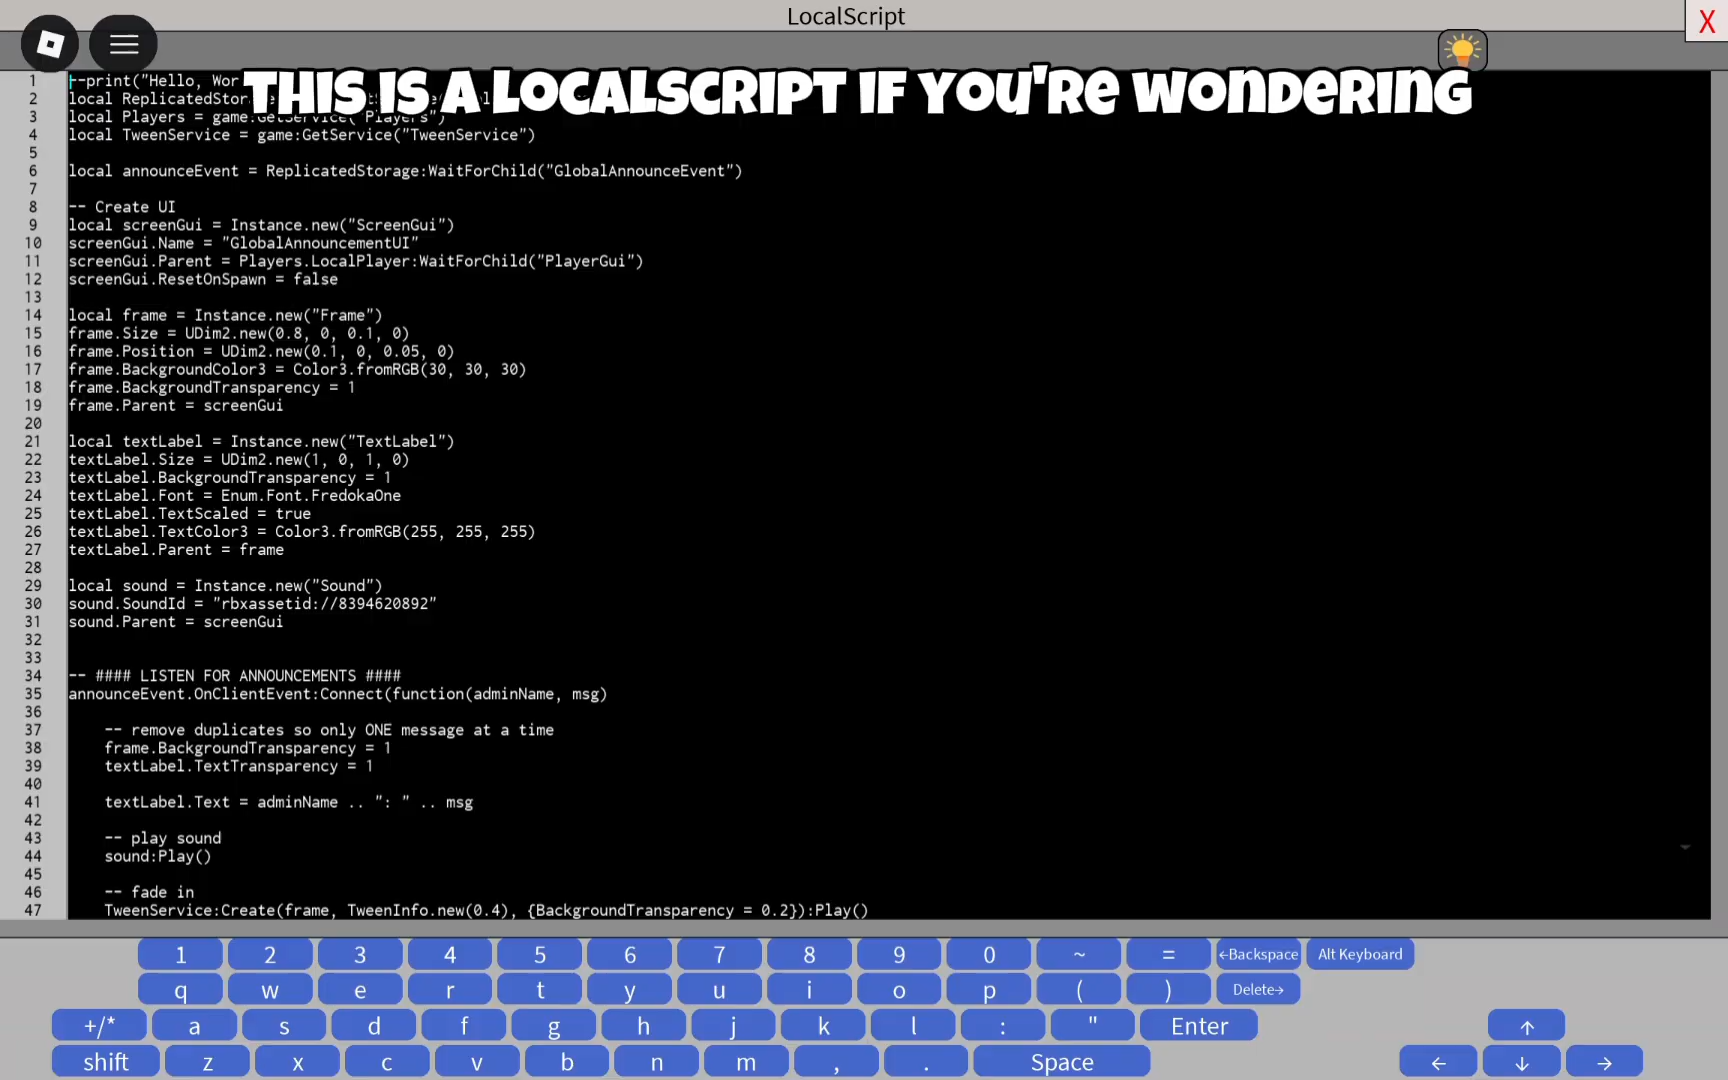 LocalScript
X
THIS IS A LOCALSCRIPT IF YOU'RE WONDERING
1 --print("Hello, Wor
2 local ReplicatedStor
3 local Players = game:GetService("Players")
4 local TweenService = game:GetService("TweenService")
5
6 local announceEvent = ReplicatedStorage:WaitForChild("GlobalAnnounceEvent")
7
8 -- Create UI
9 local screenGui = Instance.new("ScreenGui")
10 screenGui.Name = "GlobalAnnouncementUI"
11 screenGui.Parent = Players.LocalPlayer:WaitForChild("PlayerGui")
12 screenGui.ResetOnSpawn = false
13
14 local frame = Instance.new("Frame")
15 frame.Size = UDim2.new(0.8, 0, 0.1, 0)
16 frame.Position = UDim2.new(0.1, 0, 0.05, 0)
17 frame.BackgroundColor3 = Color3.fromRGB(30, 30, 30)
18 frame.BackgroundTransparency = 1
19 frame.Parent = screenGui
20
21 local textLabel = Instance.new("TextLabel")
22 textLabel.Size = UDim2.new(1, 0, 1, 0)
23 textLabel.BackgroundTransparency = 1
24 textLabel.Font = Enum.Font.FredokaOne
25 textLabel.TextScaled = true
26 textLabel.TextColor3 = Color3.fromRGB(255, 255, 255)
27 textLabel.Parent = frame
28
29 local sound = Instance.new("Sound")
30 sound.SoundId = "rbxassetid://8394620892"
31 sound.Parent = screenGui
32
33
34 -- #### LISTEN FOR ANNOUNCEMENTS ####
35 announceEvent.OnClientEvent:Connect(function(adminName, msg)
36
37 -- remove duplicates so only ONE message at a time
38 frame.BackgroundTransparency = 1
39 textLabel.TextTransparency = 1
40
41 textLabel.Text = adminName .. ": " .. msg
42
43 -- play sound
44 sound:Play()
45
46 -- fade in
47 TweenService:Create(frame, TweenInfo.new(0.4), {BackgroundTransparency = 0.2}):Play()
1 2 3 4 5 6 7 8 9 0 ~ = ←Backspace Alt Keyboard
q w e r t y u i o p ( ) Delete→
+/* a s d f g h j k l : " Enter ↑
shift z x c v b n m , . Space ← ↓ →